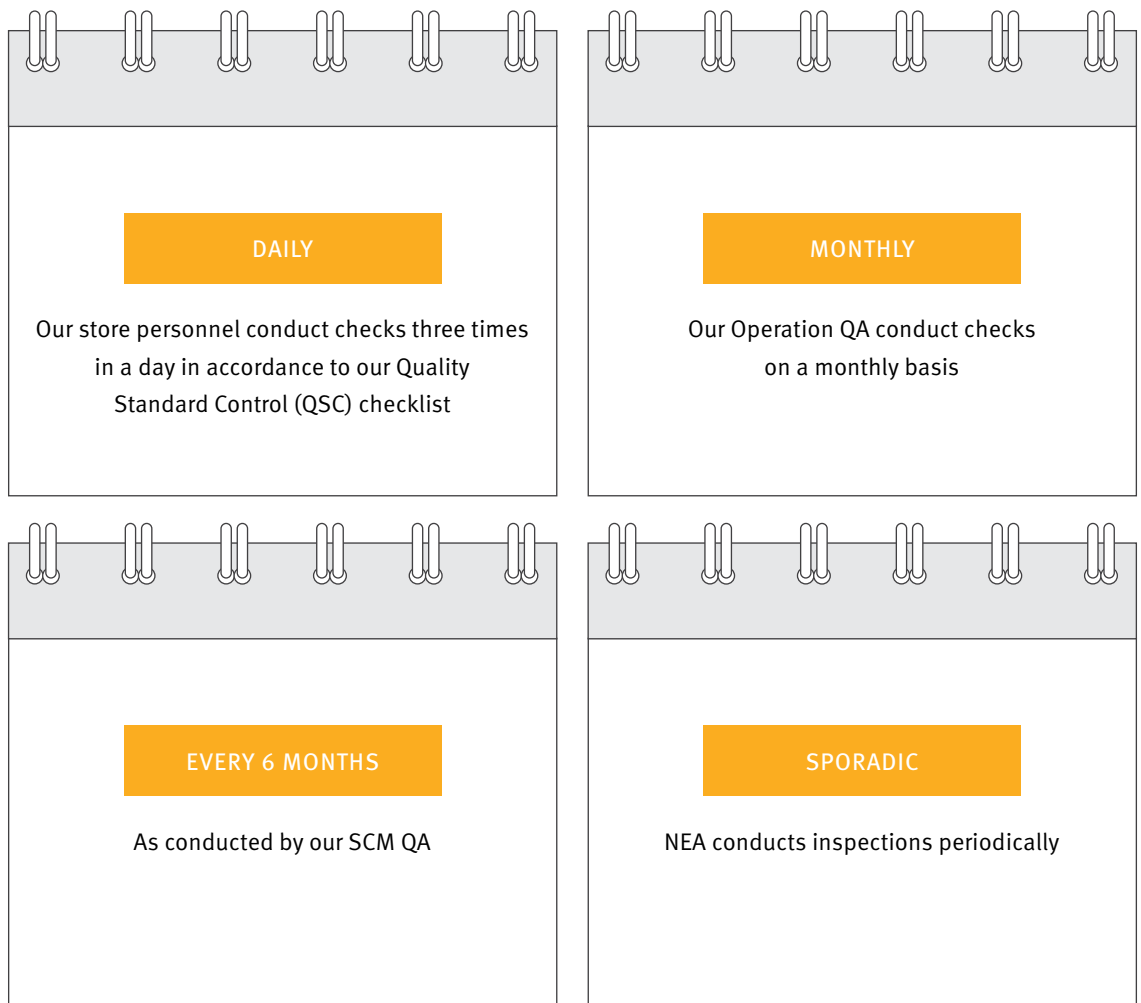 DAILY
Our store personnel conduct checks three times
in a day in accordance to our Quality
Standard Control (QSC) checklist
MONTHLY
Our Operation QA conduct checks
on a monthly basis
EVERY 6 MONTHS
As conducted by our SCM QA
SPORADIC
NEA conducts inspections periodically